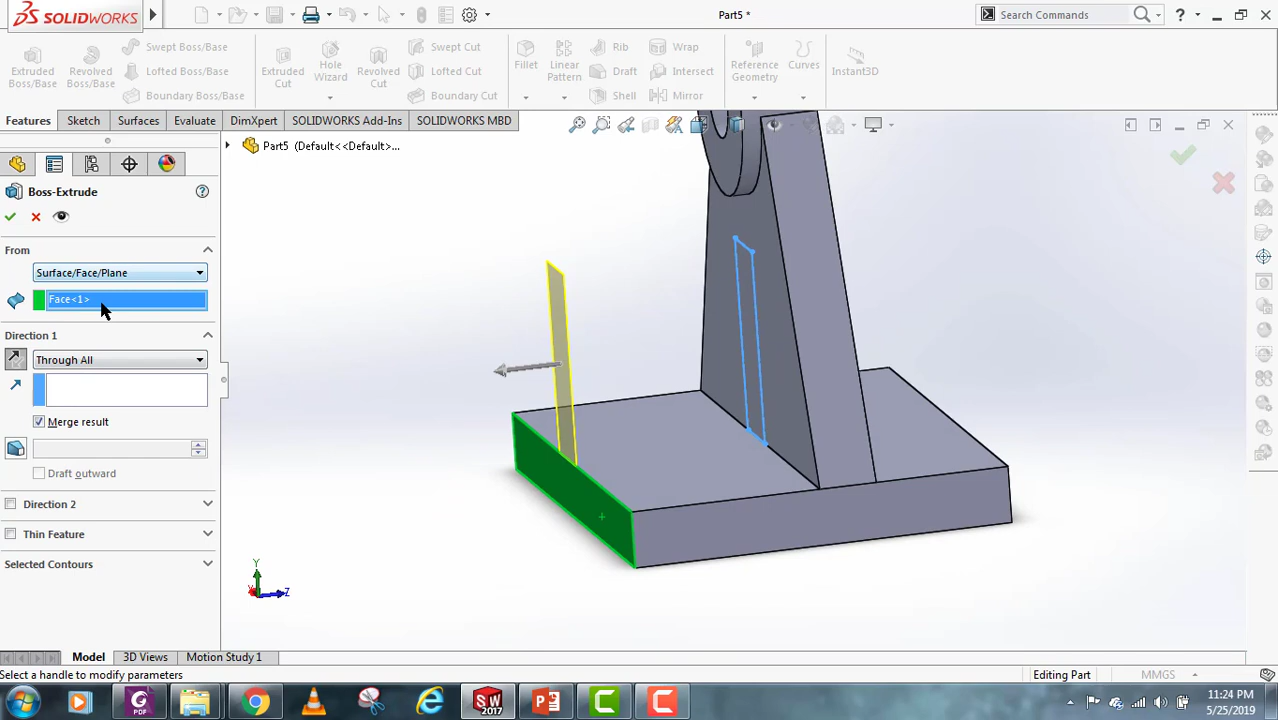 SOLIDWORKS
Part5 *
Search Commands
Extruded Boss/Base
Revolved Boss/Base
Swept Boss/Base
Lofted Boss/Base
Boundary Boss/Base
Extruded Cut
Hole Wizard
Revolved Cut
Swept Cut
Lofted Cut
Boundary Cut
Fillet
Linear Pattern
Rib
Draft
Shell
Wrap
Intersect
Mirror
Reference Geometry
Curves
Instant3D
Features
Sketch
Surfaces
Evaluate
DimXpert
SOLIDWORKS Add-Ins
SOLIDWORKS MBD
Part5 (Default<<Default>...
Boss-Extrude
From
Surface/Face/Plane
Face<1>
Direction 1
Through All
Merge result
Draft outward
Direction 2
Thin Feature
Selected Contours
Y
Z
Model
3D Views
Motion Study 1
Select a handle to modify parameters
Editing Part
MMGS
PDF
SW
2017
11:24 PM
5/25/2019